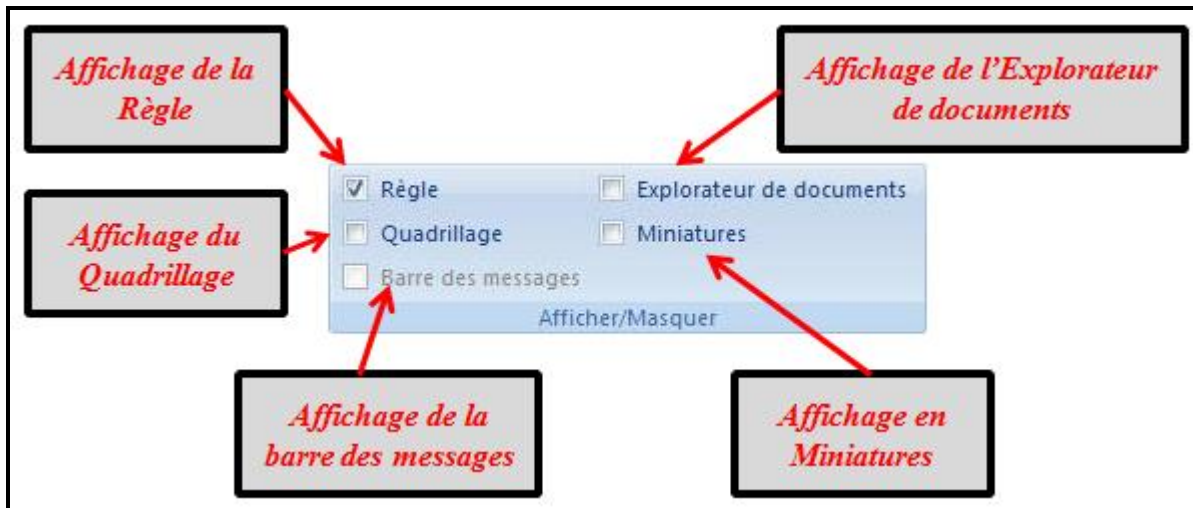 Affichage de la
Règle
Affichage de l'Explorateur
de documents
Règle
Explorateur de documents
Affichage du
Quadrillage
Quadrillage
Miniatures
Barre des messages
Afficher/Masquer
Affichage de la
barre des messages
Affichage en
Miniatures